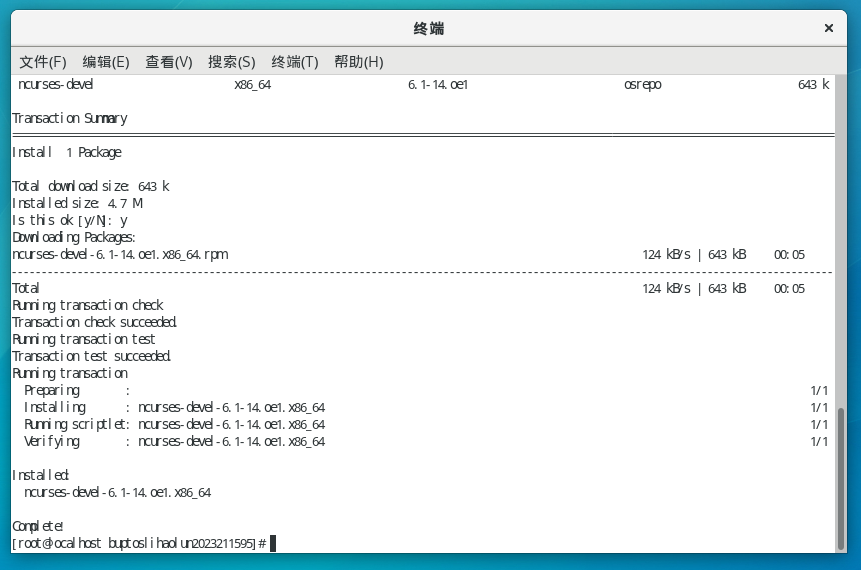 终端
文件(F) 编辑(E) 查看(V) 搜索(S) 终端(T) 帮助(H)
ncurses-devel x86_64 6.1-14.oe1 osrepo 643 k
Transaction Summary
================================================================================
Install 1 Package
Total download size: 643 k
Installed size: 4.7 M
Is this ok [y/N]: y
Downloading Packages:
ncurses-devel-6.1-14.oe1.x86_64.rpm 124 kB/s | 643 kB 00:05
--------------------------------------------------------------------------------
Total 124 kB/s | 643 kB 00:05
Running transaction check
Transaction check succeeded.
Running transaction test
Transaction test succeeded.
Running transaction
Preparing : 1/1
Installing : ncurses-devel-6.1-14.oe1.x86_64 1/1
Running scriptlet: ncurses-devel-6.1-14.oe1.x86_64 1/1
Verifying : ncurses-devel-6.1-14.oe1.x86_64 1/1
Installed:
ncurses-devel-6.1-14.oe1.x86_64
Complete!
[root@localhost buptoslihaolun2023211595]#